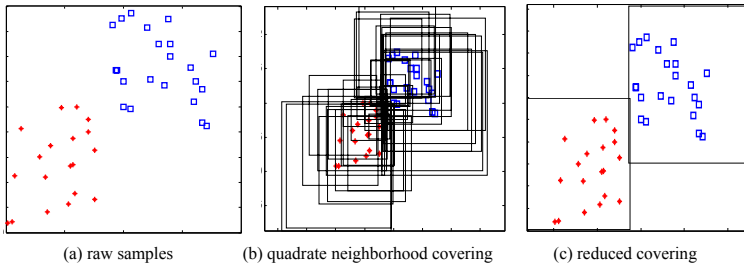 (a) raw samples
(b) quadrate neighborhood covering
(c) reduced covering